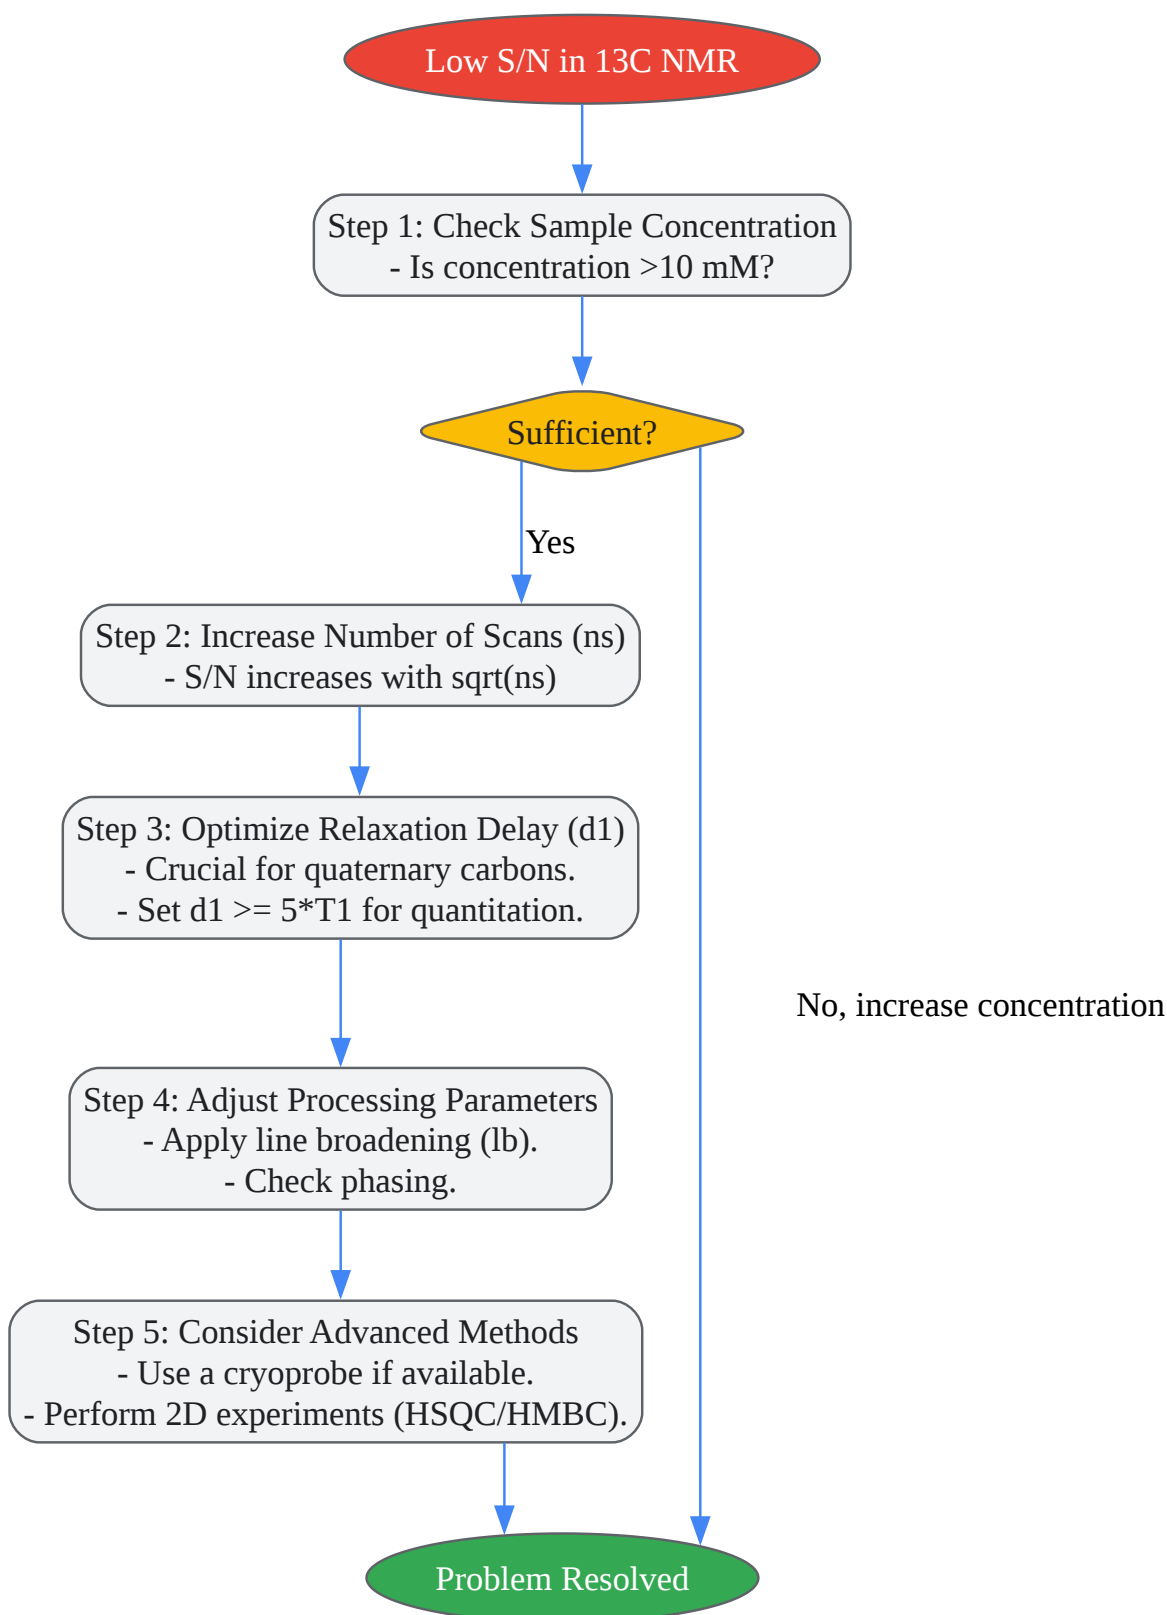 Low S/N in 13C NMR
Step 1: Check Sample Concentration
- Is concentration >10 mM?
Sufficient?
Yes
Step 2: Increase Number of Scans (ns)
- S/N increases with sqrt(ns)
Step 3: Optimize Relaxation Delay (d1)
- Crucial for quaternary carbons.
- Set d1 >= 5*T1 for quantitation.
No, increase concentration
Step 4: Adjust Processing Parameters
- Apply line broadening (lb).
- Check phasing.
Step 5: Consider Advanced Methods
- Use a cryoprobe if available.
- Perform 2D experiments (HSQC/HMBC).
Problem Resolved